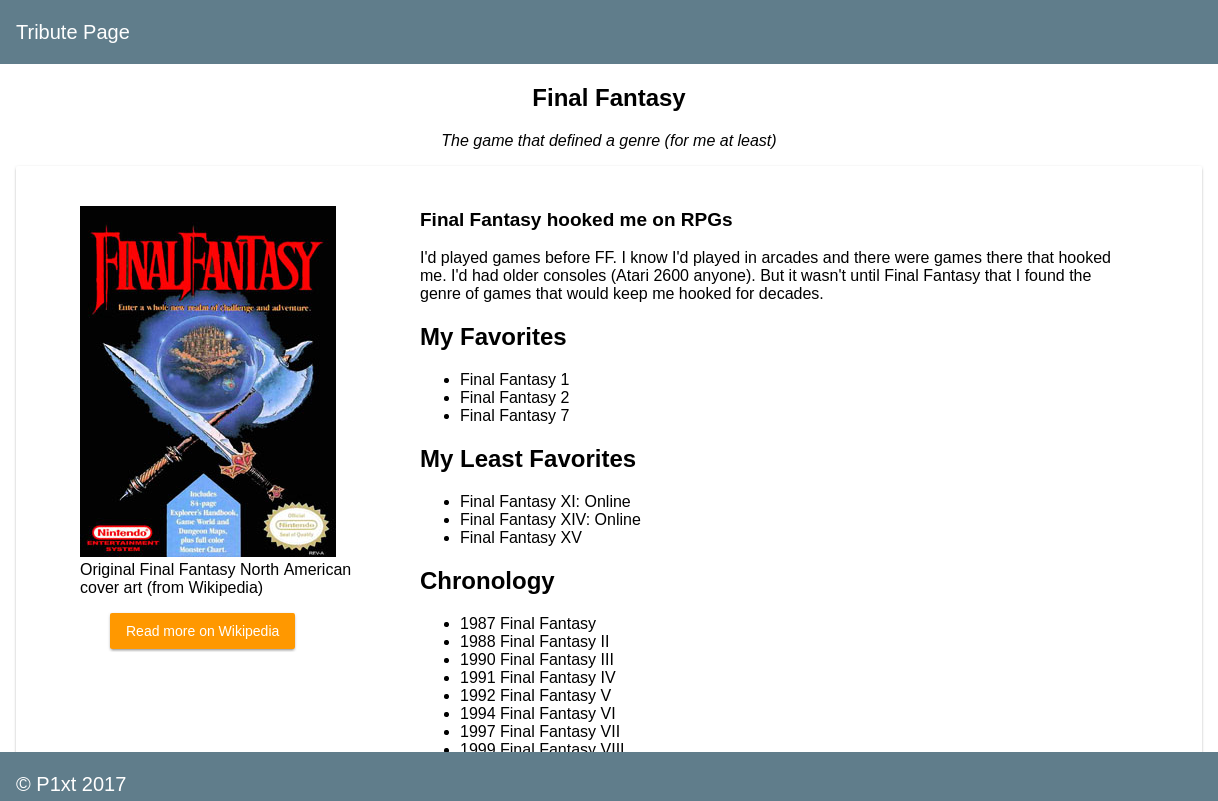 Tribute Page
Final Fantasy
The game that defined a genre (for me at least)
FINAL FANTASY
Enter a whole new realm of challenge and adventure.
Includes
84-page
Explorer's Handbook,
Game World and
Dungeon Maps,
plus full color
Monster Chart.
Nintendo®
ENTERTAINMENT
SYSTEM
Official
Nintendo
Seal of Quality
REV-A
Original Final Fantasy North American
cover art (from Wikipedia)
Read more on Wikipedia
Final Fantasy hooked me on RPGs
I'd played games before FF. I know I'd played in arcades and there were games there that hooked
me. I'd had older consoles (Atari 2600 anyone). But it wasn't until Final Fantasy that I found the
genre of games that would keep me hooked for decades.
My Favorites
Final Fantasy 1
Final Fantasy 2
Final Fantasy 7
My Least Favorites
Final Fantasy XI: Online
Final Fantasy XIV: Online
Final Fantasy XV
Chronology
1987 Final Fantasy
1988 Final Fantasy II
1990 Final Fantasy III
1991 Final Fantasy IV
1992 Final Fantasy V
1994 Final Fantasy VI
1997 Final Fantasy VII
1999 Final Fantasy VIII
© P1xt 2017